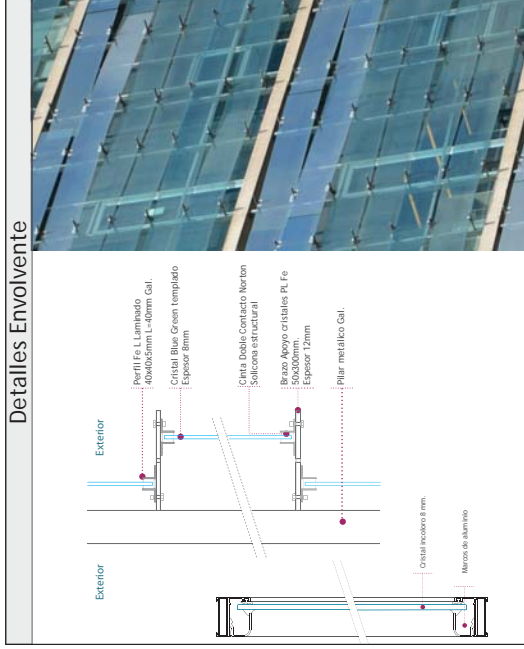 Detalles Envolvente
Perfil Fe L Laminado
40x40x5mm L=40mm Gal.
Cristal Blue Green templado
Espesor 8mm
Cinta Doble Contacto Norton
Solicona estructural
Brazo Apoyo cristales PL Fe
50x300mm.
Espesor 12mm
Pilar metálico Gal.
Exterior
Exterior
Cristal incoloro 8 mm.
Marcos de aluminio